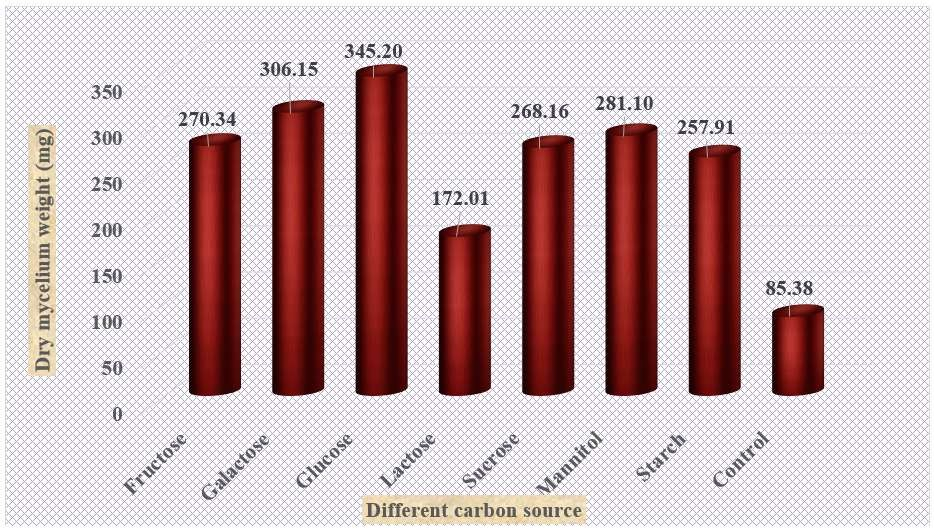 345.20
306.15
281.10
270.34
268.16
257.91
172.01
85.38
350
300
250
200
150
100
50
0
Dry mycelium weight (mg)
Fructose
Galactose
Glucose
Lactose
Sucrose
Mannitol
Starch
Control
Different carbon source